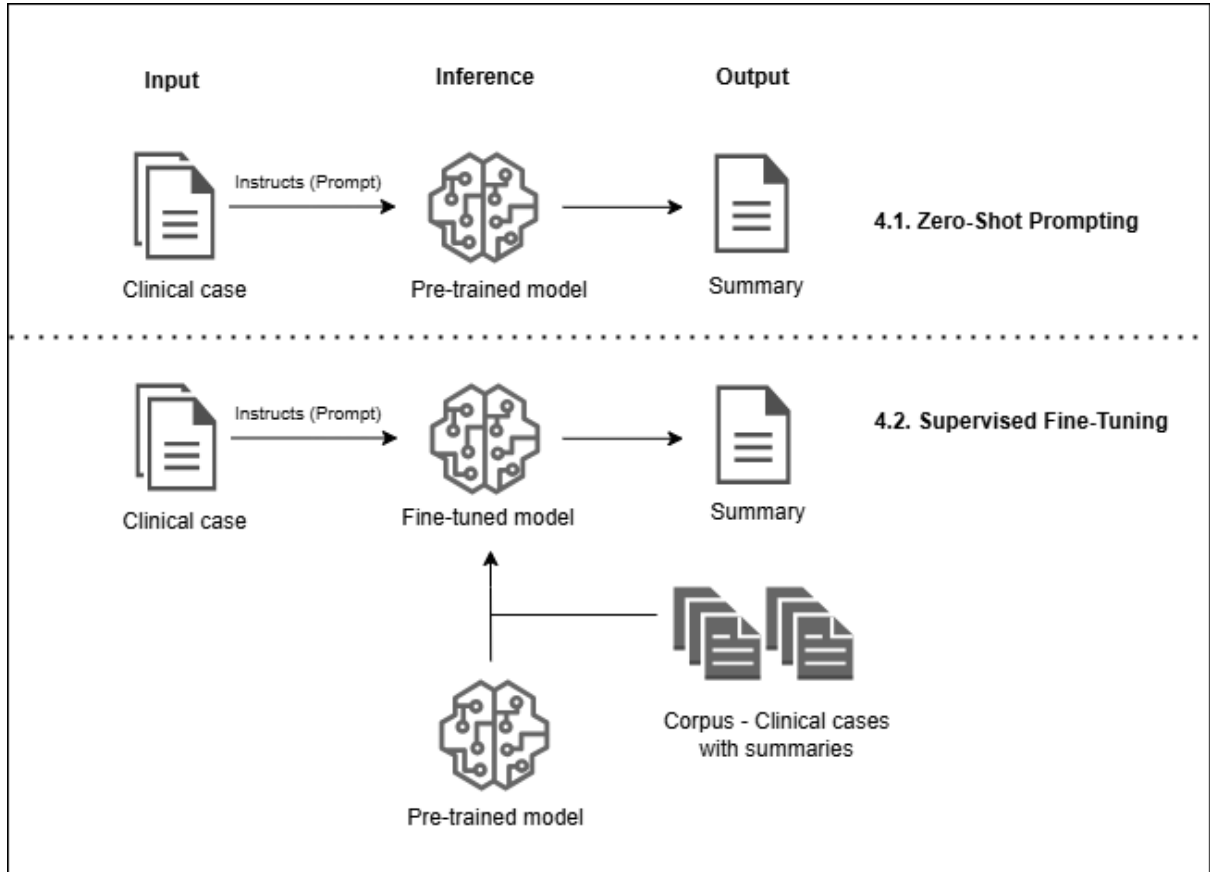 Input
Inference
Output
Instructs (Prompt)
4.1. Zero-Shot Prompting
Clinical case
Pre-trained model
Summary
Instructs (Prompt)
4.2. Supervised Fine-Tuning
Clinical case
Fine-tuned model
Summary
Corpus - Clinical cases
with summaries
Pre-trained model